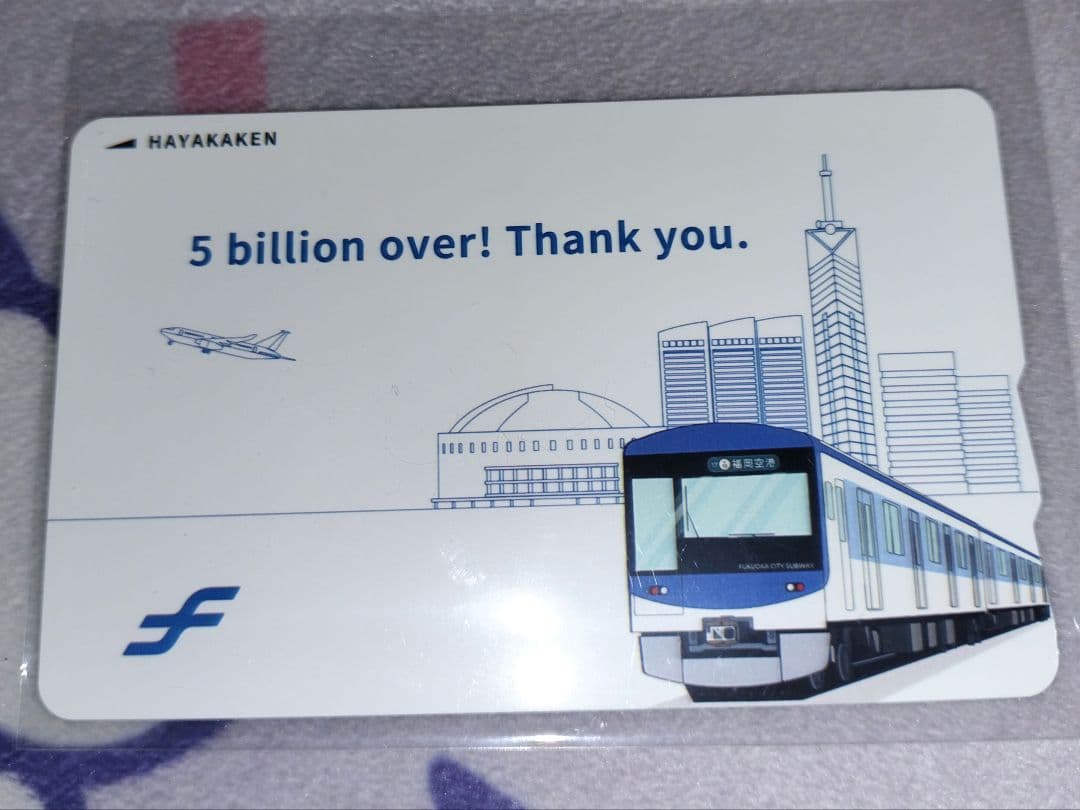 HAYAKAKEN
5 billion over! Thank you.
福岡空港
FUKUOKA CITY SUBWAY